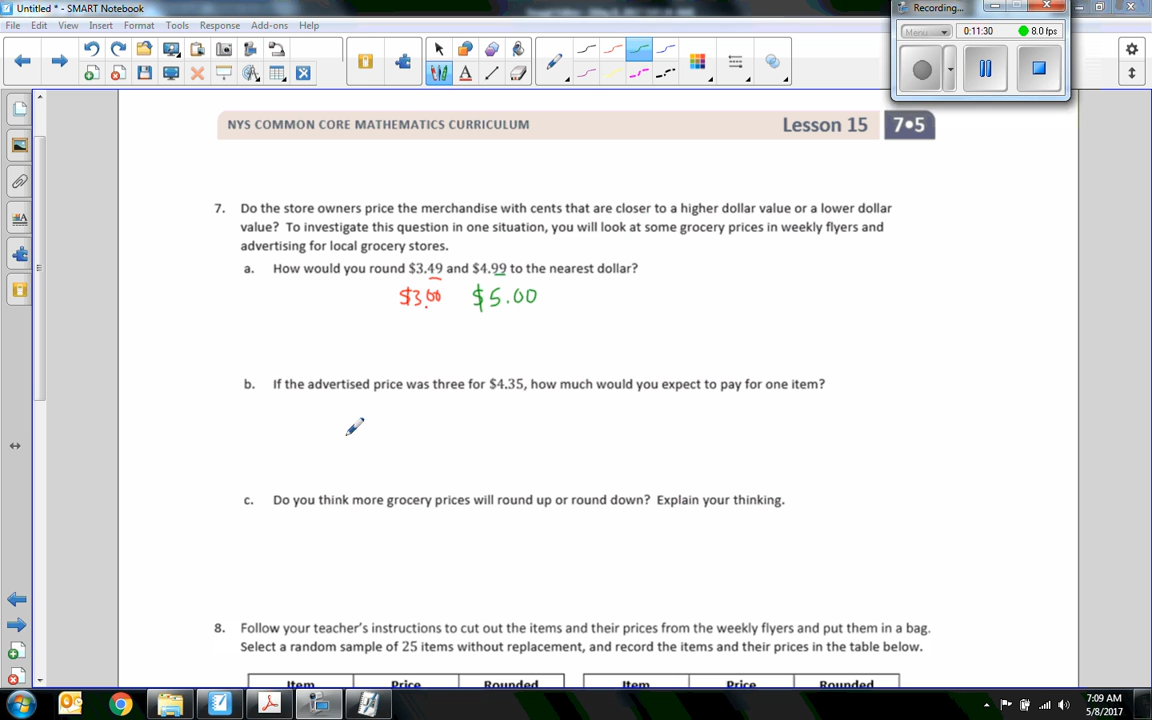 Untitled * - SMART Notebook
Recording...
File Edit View Insert Format Tools Response Add-ons Help
Menu 0:11:30 8.0 fps
NYS COMMON CORE MATHEMATICS CURRICULUM Lesson 15 7•5
7. Do the store owners price the merchandise with cents that are closer to a higher dollar value or a lower dollar
value? To investigate this question in one situation, you will look at some grocery prices in weekly flyers and
advertising for local grocery stores.
a. How would you round $3.49 and $4.99 to the nearest dollar?
$3.00 $5.00
b. If the advertised price was three for $4.35, how much would you expect to pay for one item?
c. Do you think more grocery prices will round up or round down? Explain your thinking.
8. Follow your teacher's instructions to cut out the items and their prices from the weekly flyers and put them in a bag.
Select a random sample of 25 items without replacement, and record the items and their prices in the table below.
Item Price Rounded Item Price Rounded
7:09 AM
5/8/2017